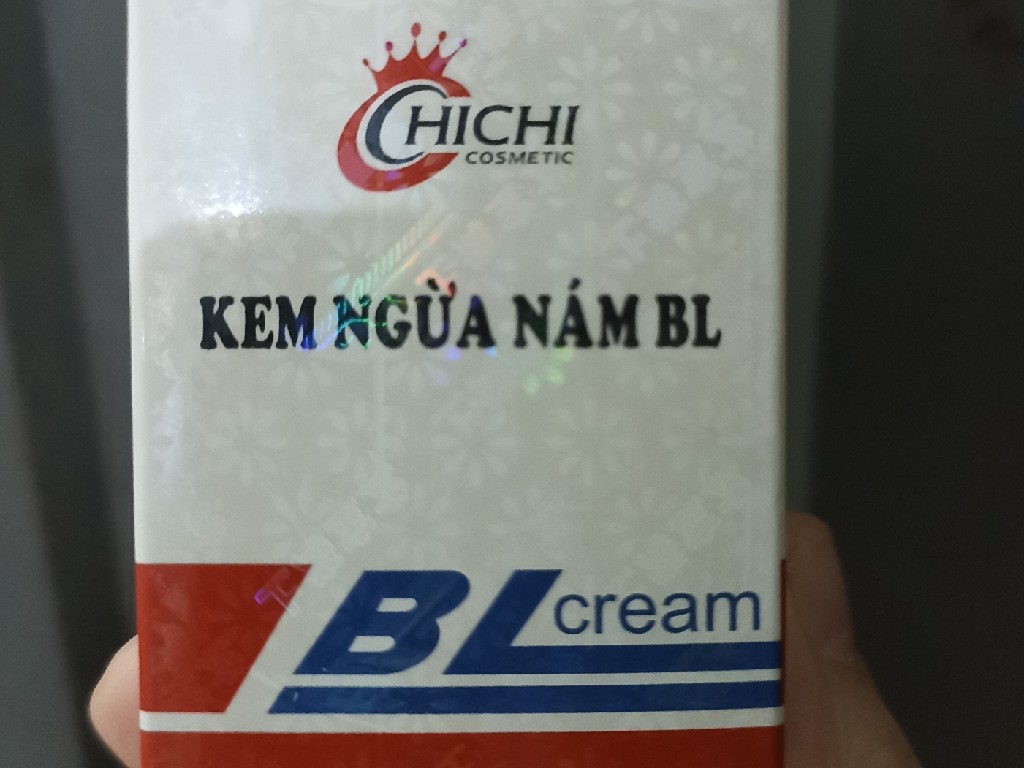 CHICHI
COSMETIC
KEM NGỪA NÁM BL
BL cream